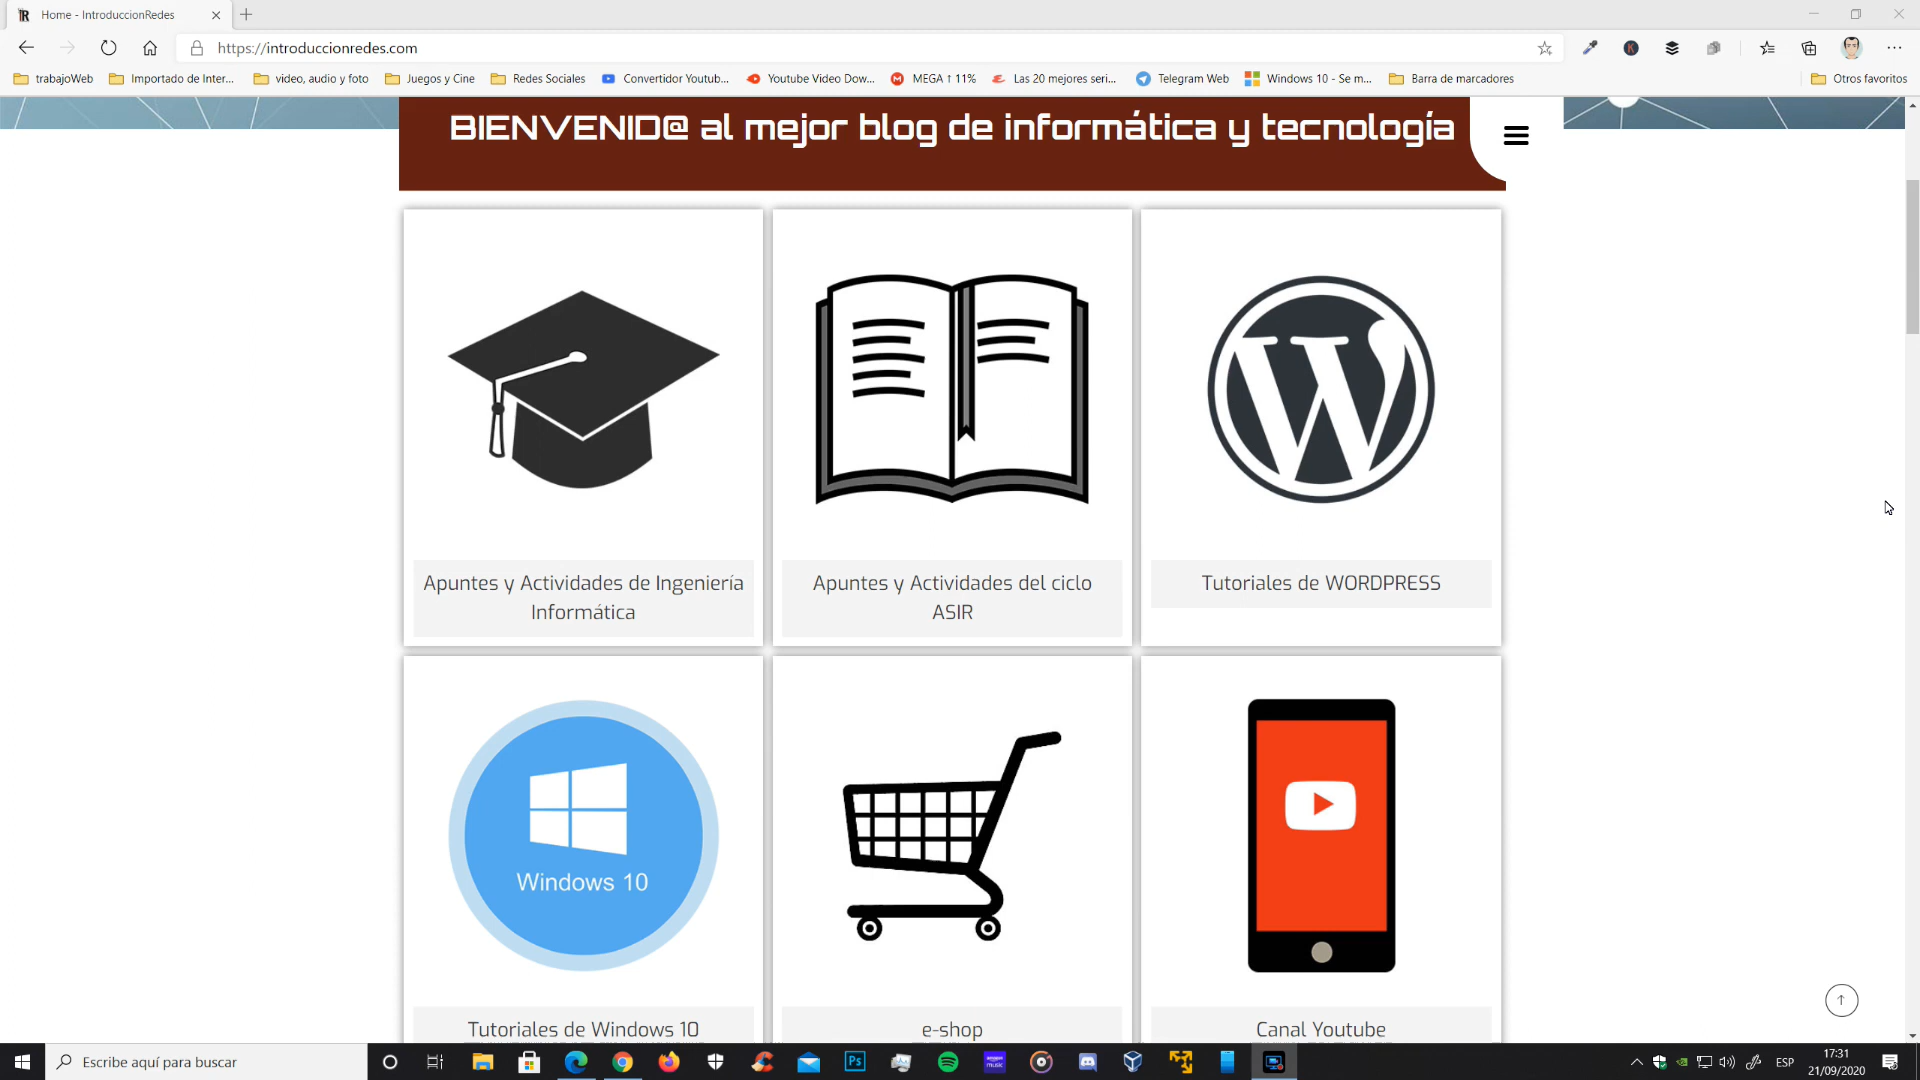 Home - IntroduccionRedes
https://introduccionredes.com
trabajoWeb
Importado de Inter...
video, audio y foto
Juegos y Cine
Redes Sociales
Convertidor Youtub...
Youtube Video Dow...
MEGA ↑ 11%
Las 20 mejores seri...
Telegram Web
Windows 10 - Se m...
Barra de marcadores
Otros favoritos
BIENVENID@ al mejor blog de informática y tecnología
Apuntes y Actividades de Ingeniería
Informática
Apuntes y Actividades del ciclo
ASIR
Tutoriales de WORDPRESS
Windows 10
Tutoriales de Windows 10
e-shop
Canal Youtube
Escribe aquí para buscar
Ps
amazon
music
ESP
17:31
21/09/2020